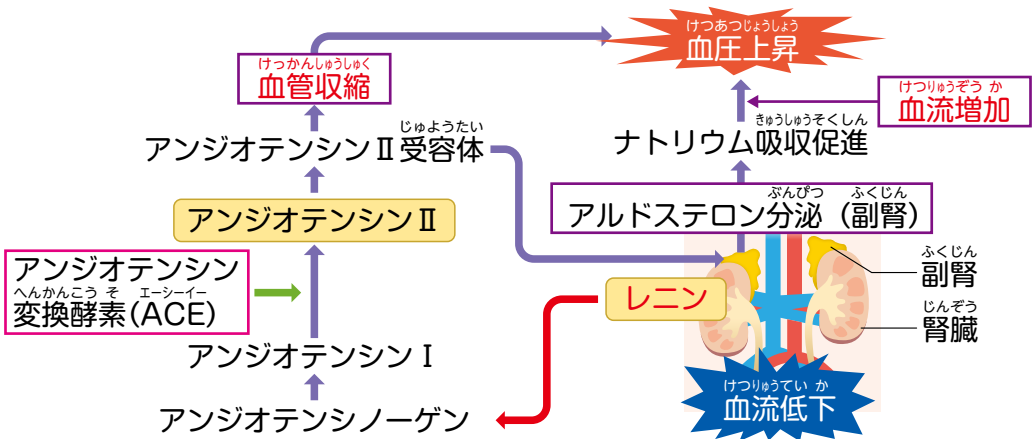 けつあつじょうしょう
血圧上昇
けっかんしゅうしゅく
血管収縮
けつりゅうぞう か
血流増加
じゅようたい
アンジオテンシンⅡ受容体
きゅうしゅうそくしん
ナトリウム吸収促進
アンジオテンシンⅡ
ぶんぴつ ふくじん
アルドステロン分泌（副腎）
アンジオテンシン
へんかんこう そ エーシーイー
変換酵素(ACE)
レニン
ふくじん
副腎
じんぞう
腎臓
アンジオテンシンⅠ
けつりゅうてい か
血流低下
アンジオテンシノーゲン